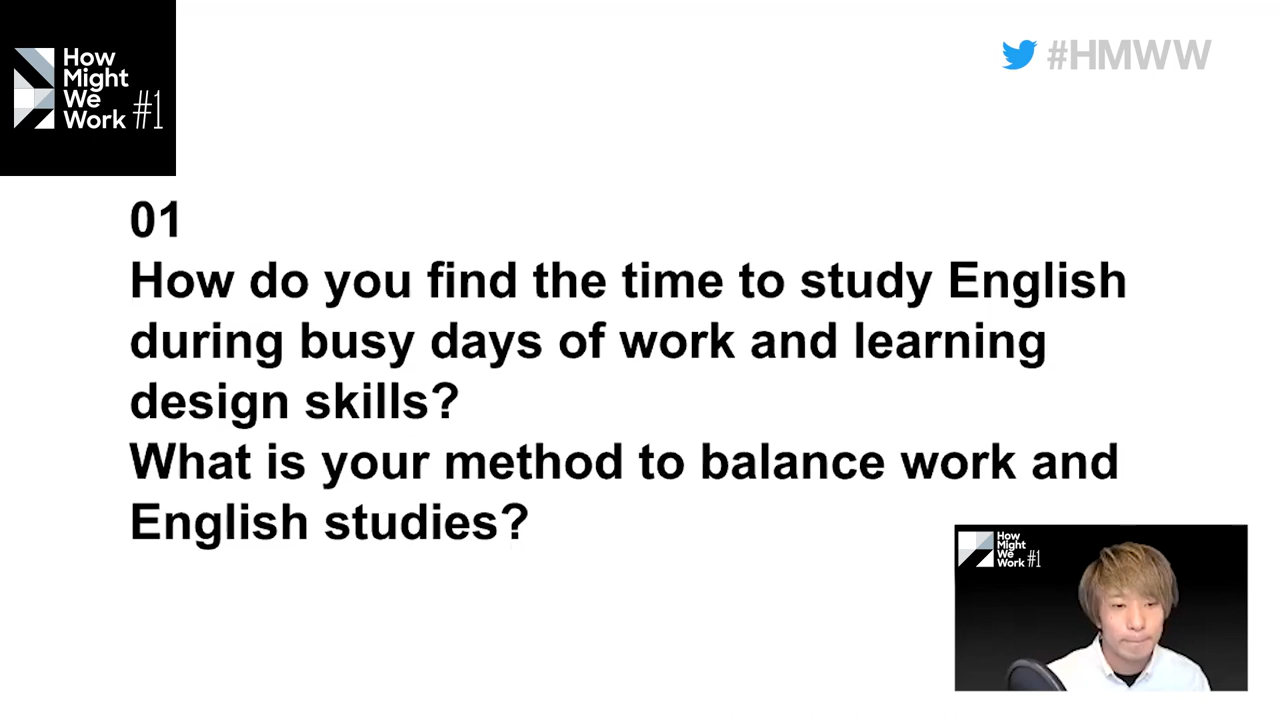 How
Might
We
Work #1
#HMWW
01
How do you find the time to study English
during busy days of work and learning
design skills?
What is your method to balance work and
English studies?
How
Might
We
Work #1